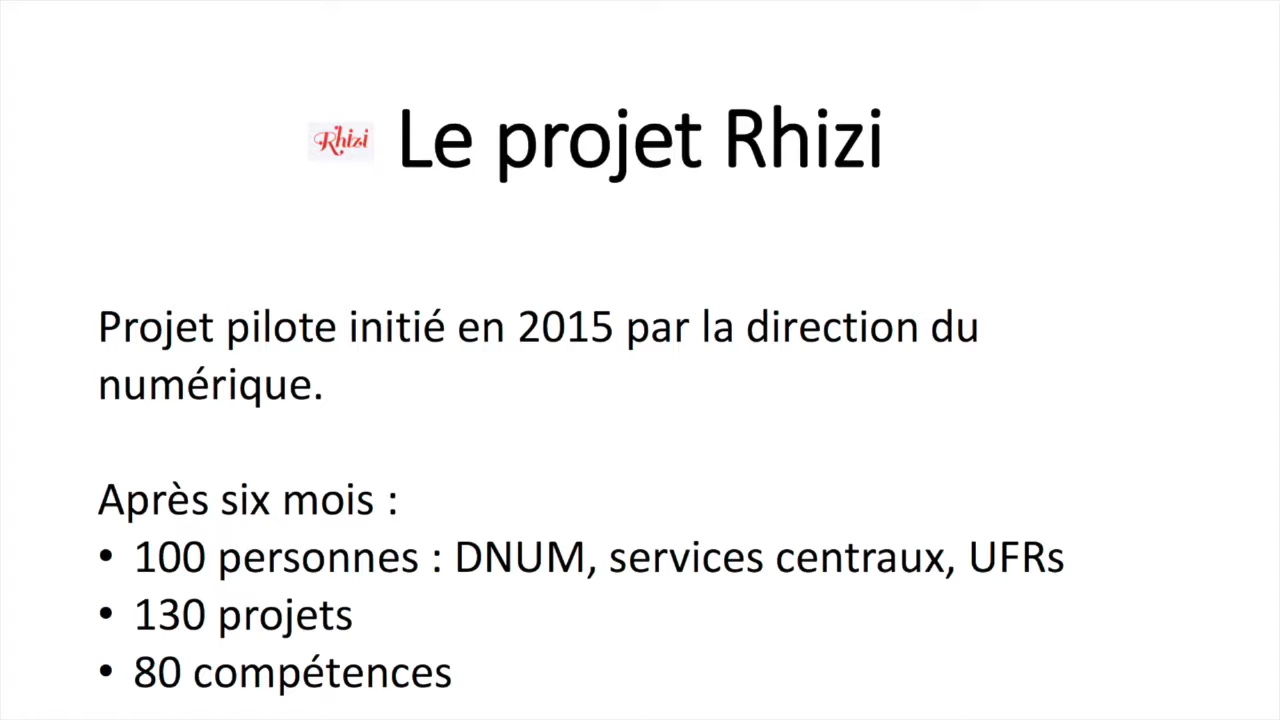 Rhizi Le projet Rhizi
Projet pilote initié en 2015 par la direction du
numérique.
Après six mois :
• 100 personnes : DNUM, services centraux, UFRs
• 130 projets
• 80 compétences